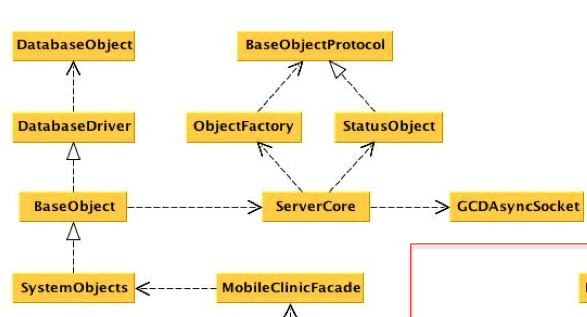 DatabaseObject
BaseObjectProtocol
DatabaseDriver
ObjectFactory
StatusObject
BaseObject
ServerCore
GCDAsyncSocket
SystemObjects
MobileClinicFacade